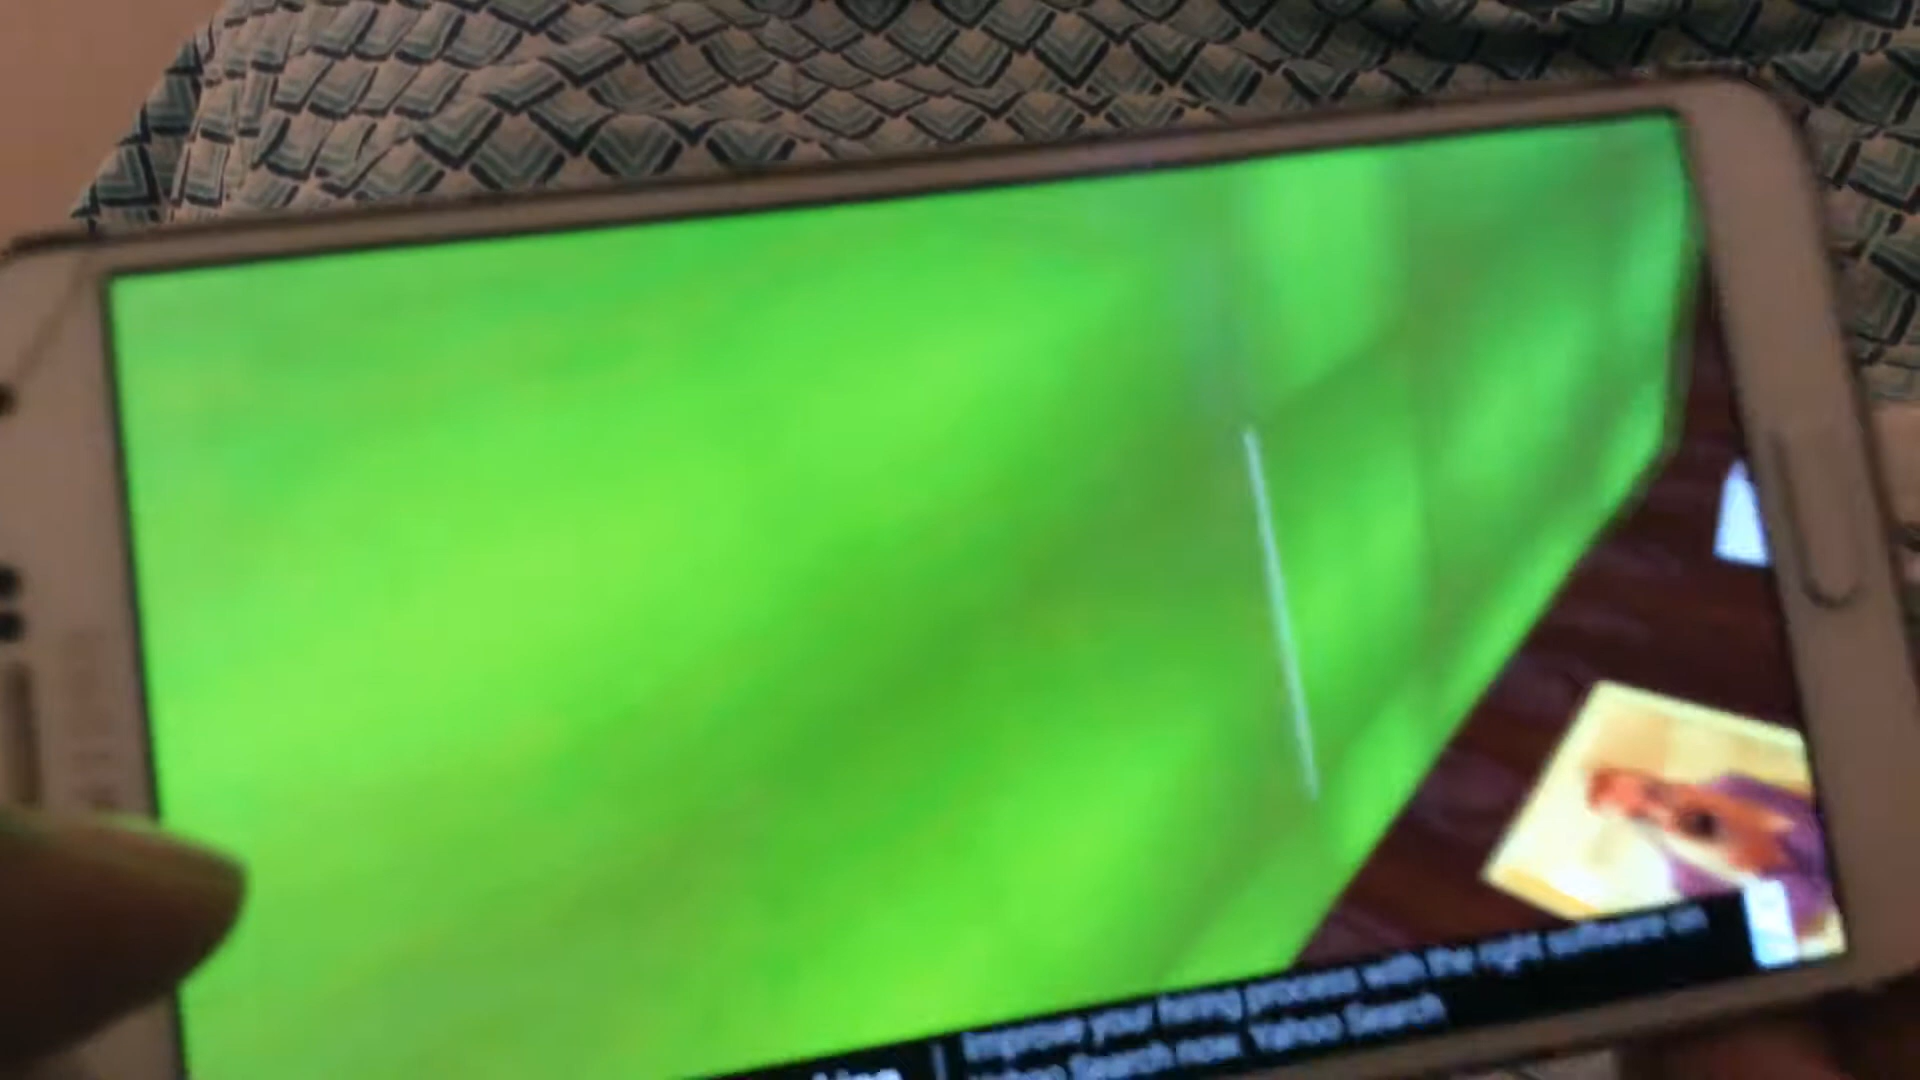 Improve your hiring process with the right software on
Yahoo Search now. Yahoo Search